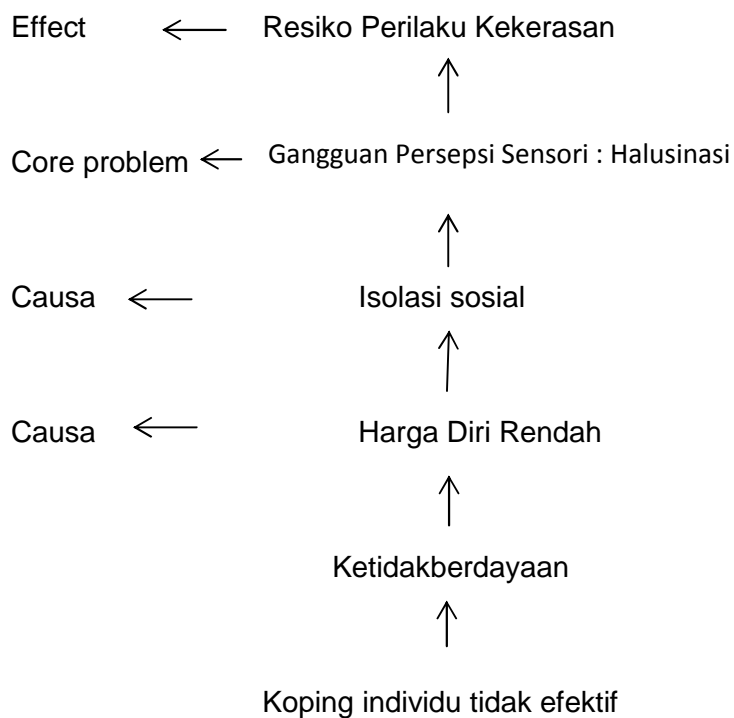 Effect Resiko Perilaku Kekerasan
Core problem Gangguan Persepsi Sensori : Halusinasi
Causa Isolasi sosial
Causa Harga Diri Rendah
Ketidakberdayaan
Koping individu tidak efektif